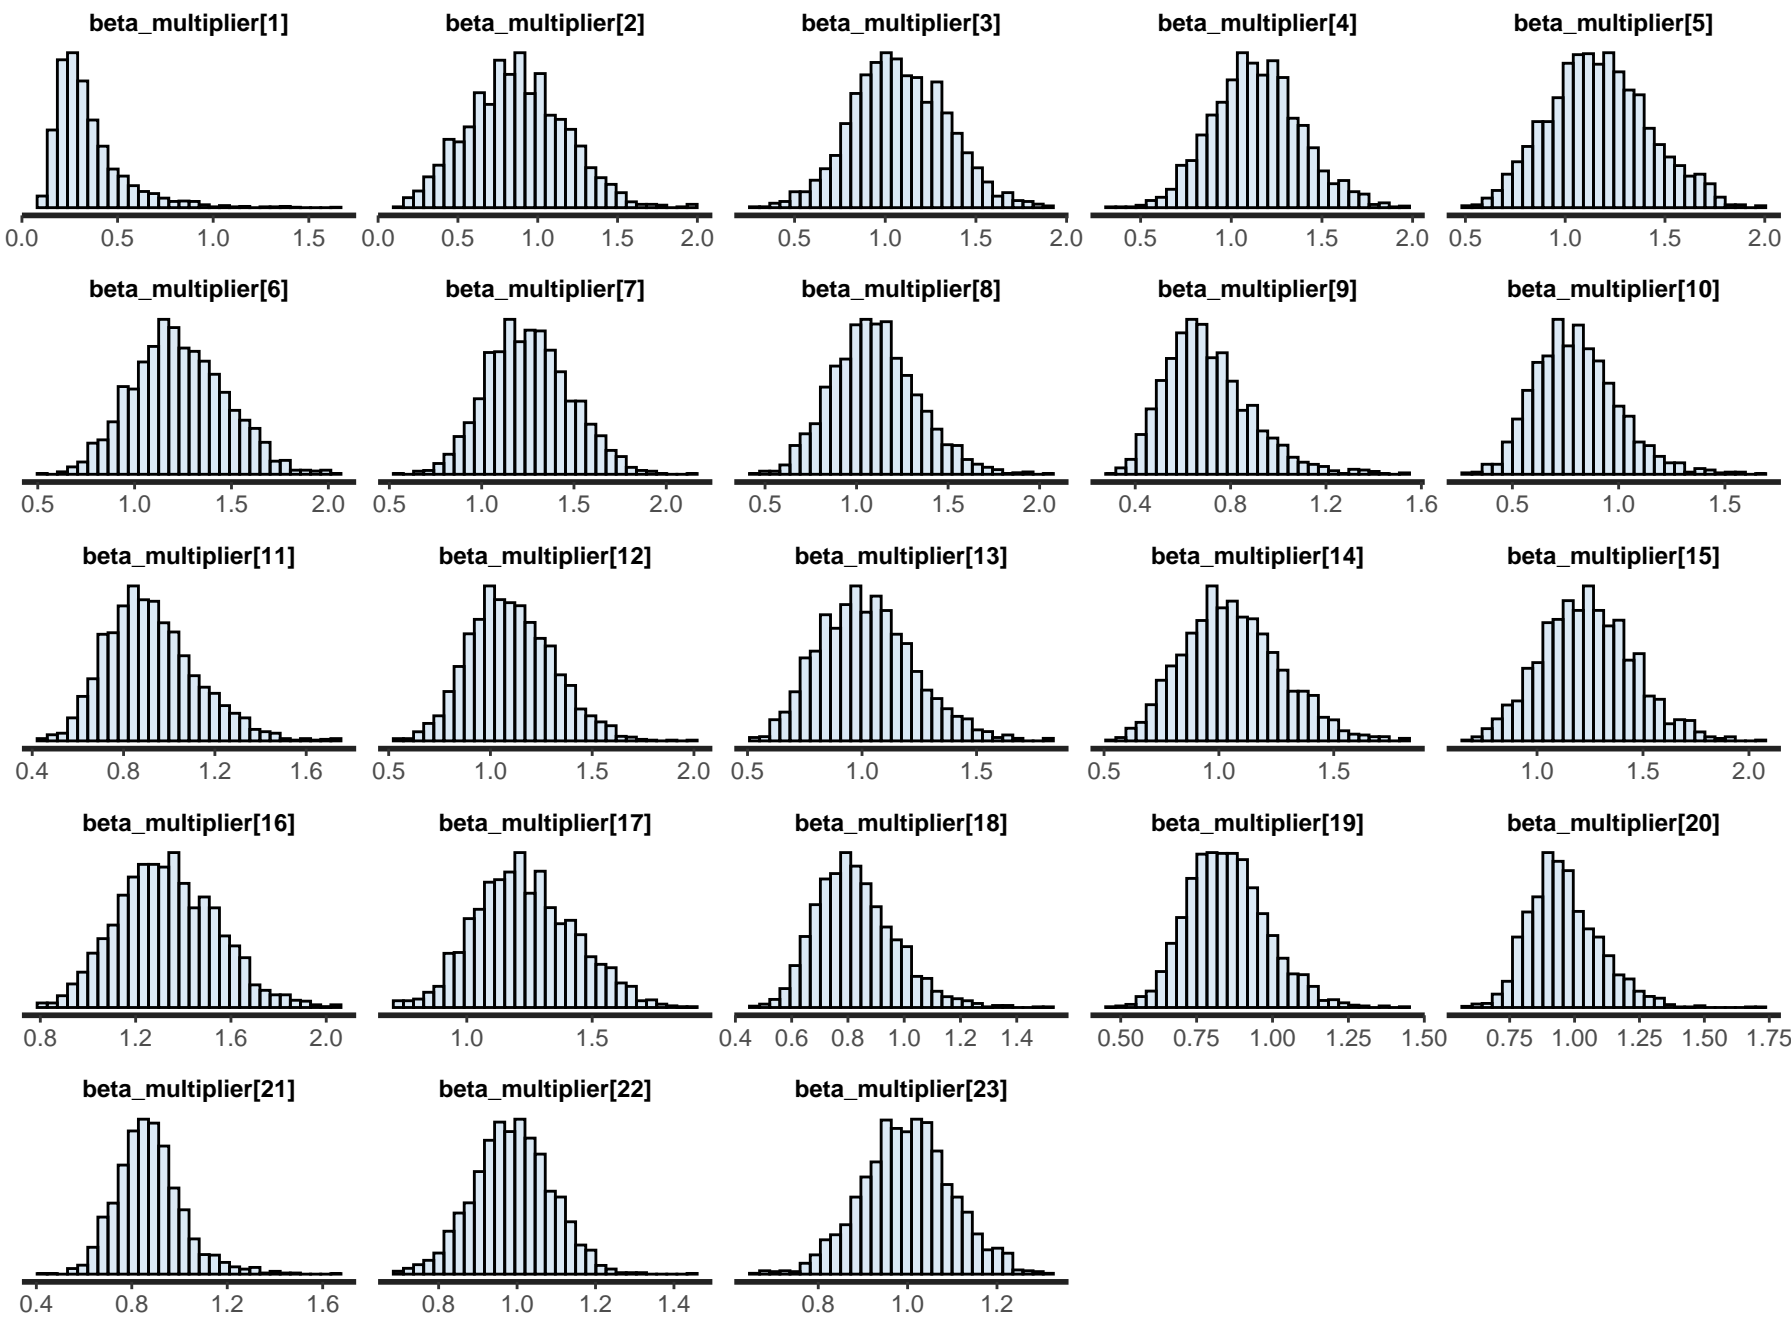 beta_multiplier[1] beta_multiplier[2] beta_multiplier[3] beta_multiplier[4] beta_multiplier[5]
0.0 0.5 1.0 1.5 0.0 0.5 1.0 1.5 2.0 0.5 1.0 1.5 2.0 0.5 1.0 1.5 2.0 0.5 1.0 1.5 2.0
beta_multiplier[6] beta_multiplier[7] beta_multiplier[8] beta_multiplier[9] beta_multiplier[10]
0.5 1.0 1.5 2.0 0.5 1.0 1.5 2.0 0.5 1.0 1.5 2.0 0.4 0.8 1.2 1.6 0.5 1.0 1.5
beta_multiplier[11] beta_multiplier[12] beta_multiplier[13] beta_multiplier[14] beta_multiplier[15]
0.4 0.8 1.2 1.6 0.5 1.0 1.5 2.0 0.5 1.0 1.5 0.5 1.0 1.5 1.0 1.5 2.0
beta_multiplier[16] beta_multiplier[17] beta_multiplier[18] beta_multiplier[19] beta_multiplier[20]
0.8 1.2 1.6 2.0 1.0 1.5 0.4 0.6 0.8 1.0 1.2 1.4 0.50 0.75 1.00 1.25 1.50 0.75 1.00 1.25 1.50 1.75
beta_multiplier[21] beta_multiplier[22] beta_multiplier[23]
0.4 0.8 1.2 1.6 0.8 1.0 1.2 1.4 0.8 1.0 1.2